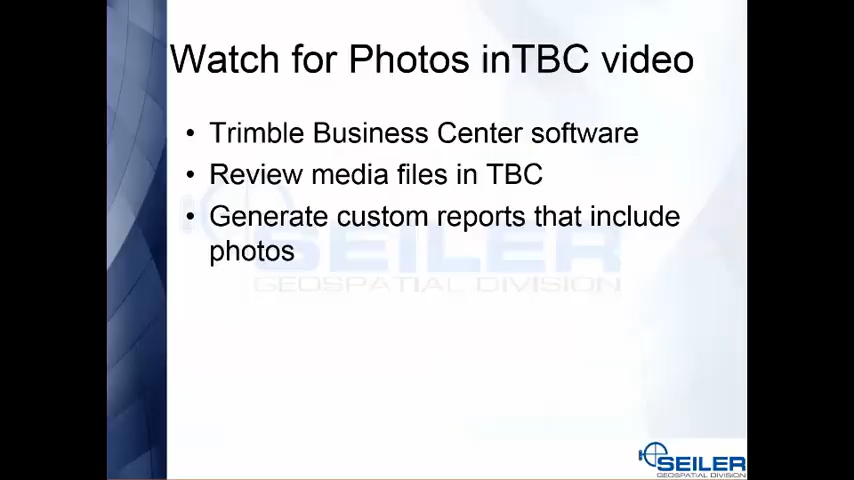 Watch for Photos inTBC video
• Trimble Business Center software
• Review media files in TBC
• Generate custom reports that include
photos
SEILER
GEOSPATIAL DIVISION
SEILER
GEOSPATIAL DIVISION